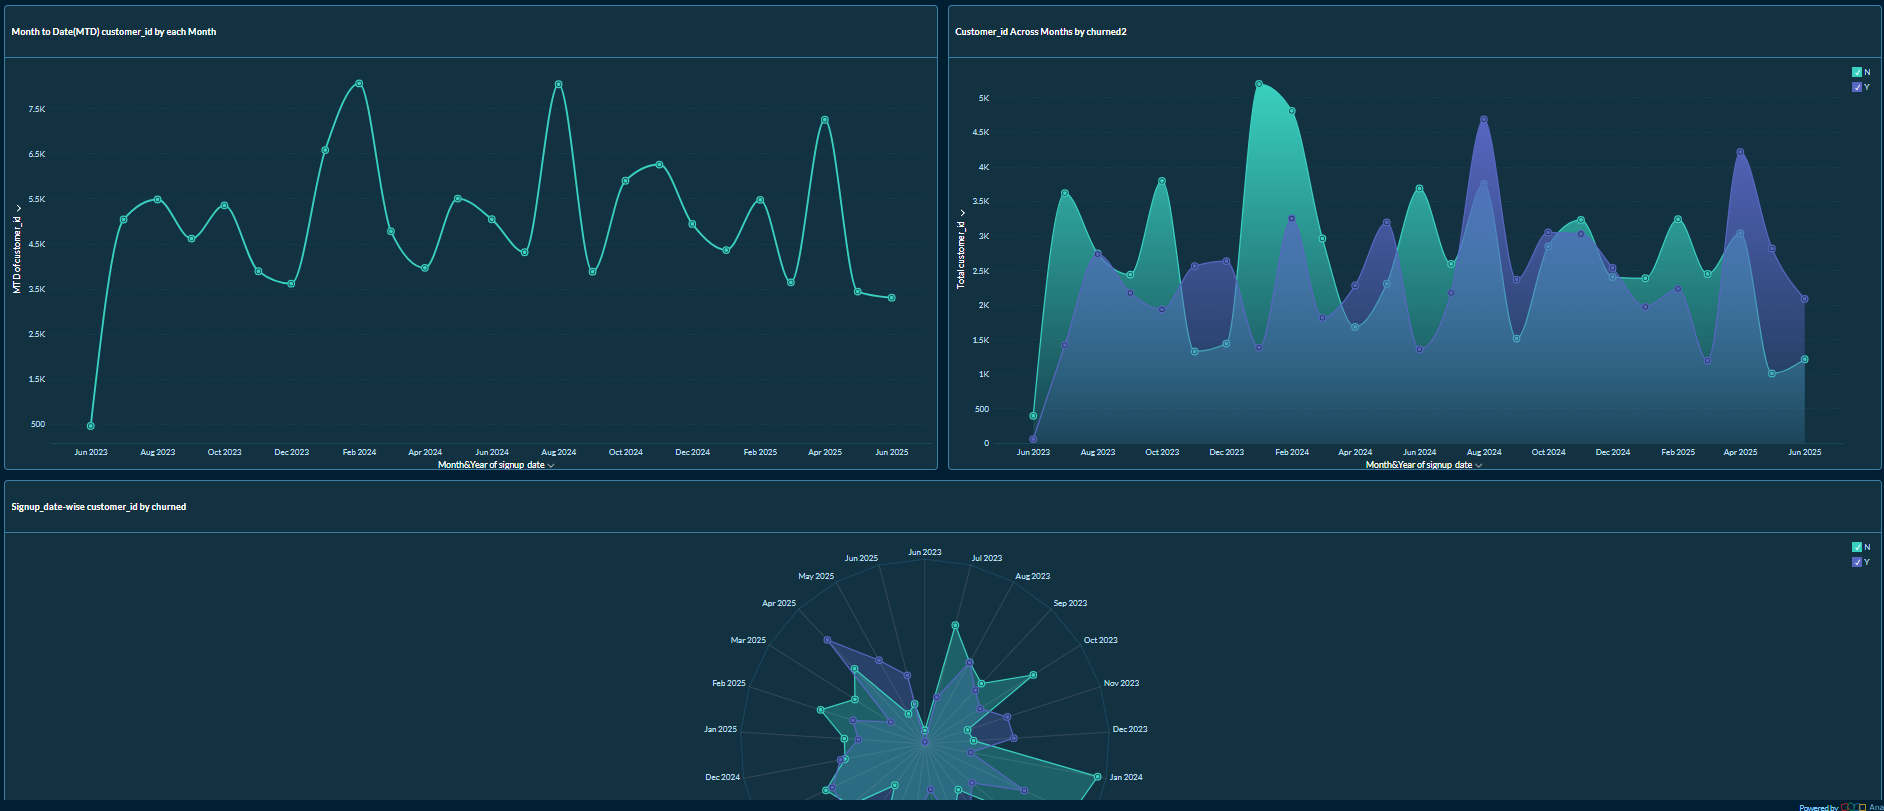 Month to Date(MTD) customer_id by each Month
7.5K
6.5K
5.5K
4.5K
3.5K
2.5K
1.5K
500
MTD of customer_id
Jun 2023 Aug 2023 Oct 2023 Dec 2023 Feb 2024 Apr 2024 Jun 2024 Aug 2024 Oct 2024 Dec 2024 Feb 2025 Apr 2025 Jun 2025
Month&Year of signup_date
Customer_id Across Months by churned2
N
Y
5K
4.5K
4K
3.5K
3K
2.5K
2K
1.5K
1K
500
0
Total customer_id
Jun 2023 Aug 2023 Oct 2023 Dec 2023 Feb 2024 Apr 2024 Jun 2024 Aug 2024 Oct 2024 Dec 2024 Feb 2025 Apr 2025 Jun 2025
Month&Year of signup_date
Signup_date-wise customer_id by churned
N
Y
Jun 2023
Jul 2023
Aug 2023
Sep 2023
Oct 2023
Nov 2023
Dec 2023
Jan 2024
Dec 2024
Jan 2025
Feb 2025
Mar 2025
Apr 2025
May 2025
Jun 2025
Powered by Ana